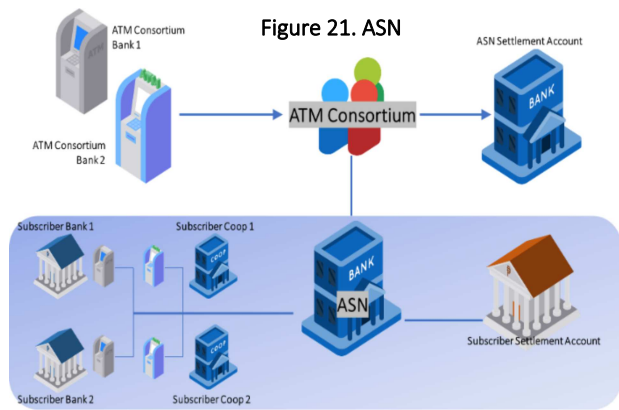 Figure 21. ASN
ATM Consortium
Bank 1
ATM
ASN Settlement Account
BANK
ATM Consortium
ATM Consortium
Bank 2
Subscriber Bank 1
Subscriber Coop 1
COOP
BANK
ASN
Subscriber Settlement Account
COOP
Subscriber Bank 2
Subscriber Coop 2